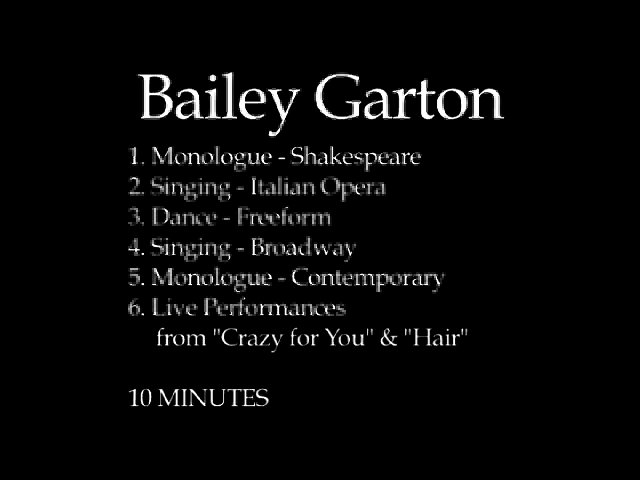 Bailey Garton
1. Monologue - Shakespeare
2. Singing - Italian Opera
3. Dance - Freeform
4. Singing - Broadway
5. Monologue - Contemporary
6. Live Performances
from "Crazy for You" & "Hair"
10 MINUTES